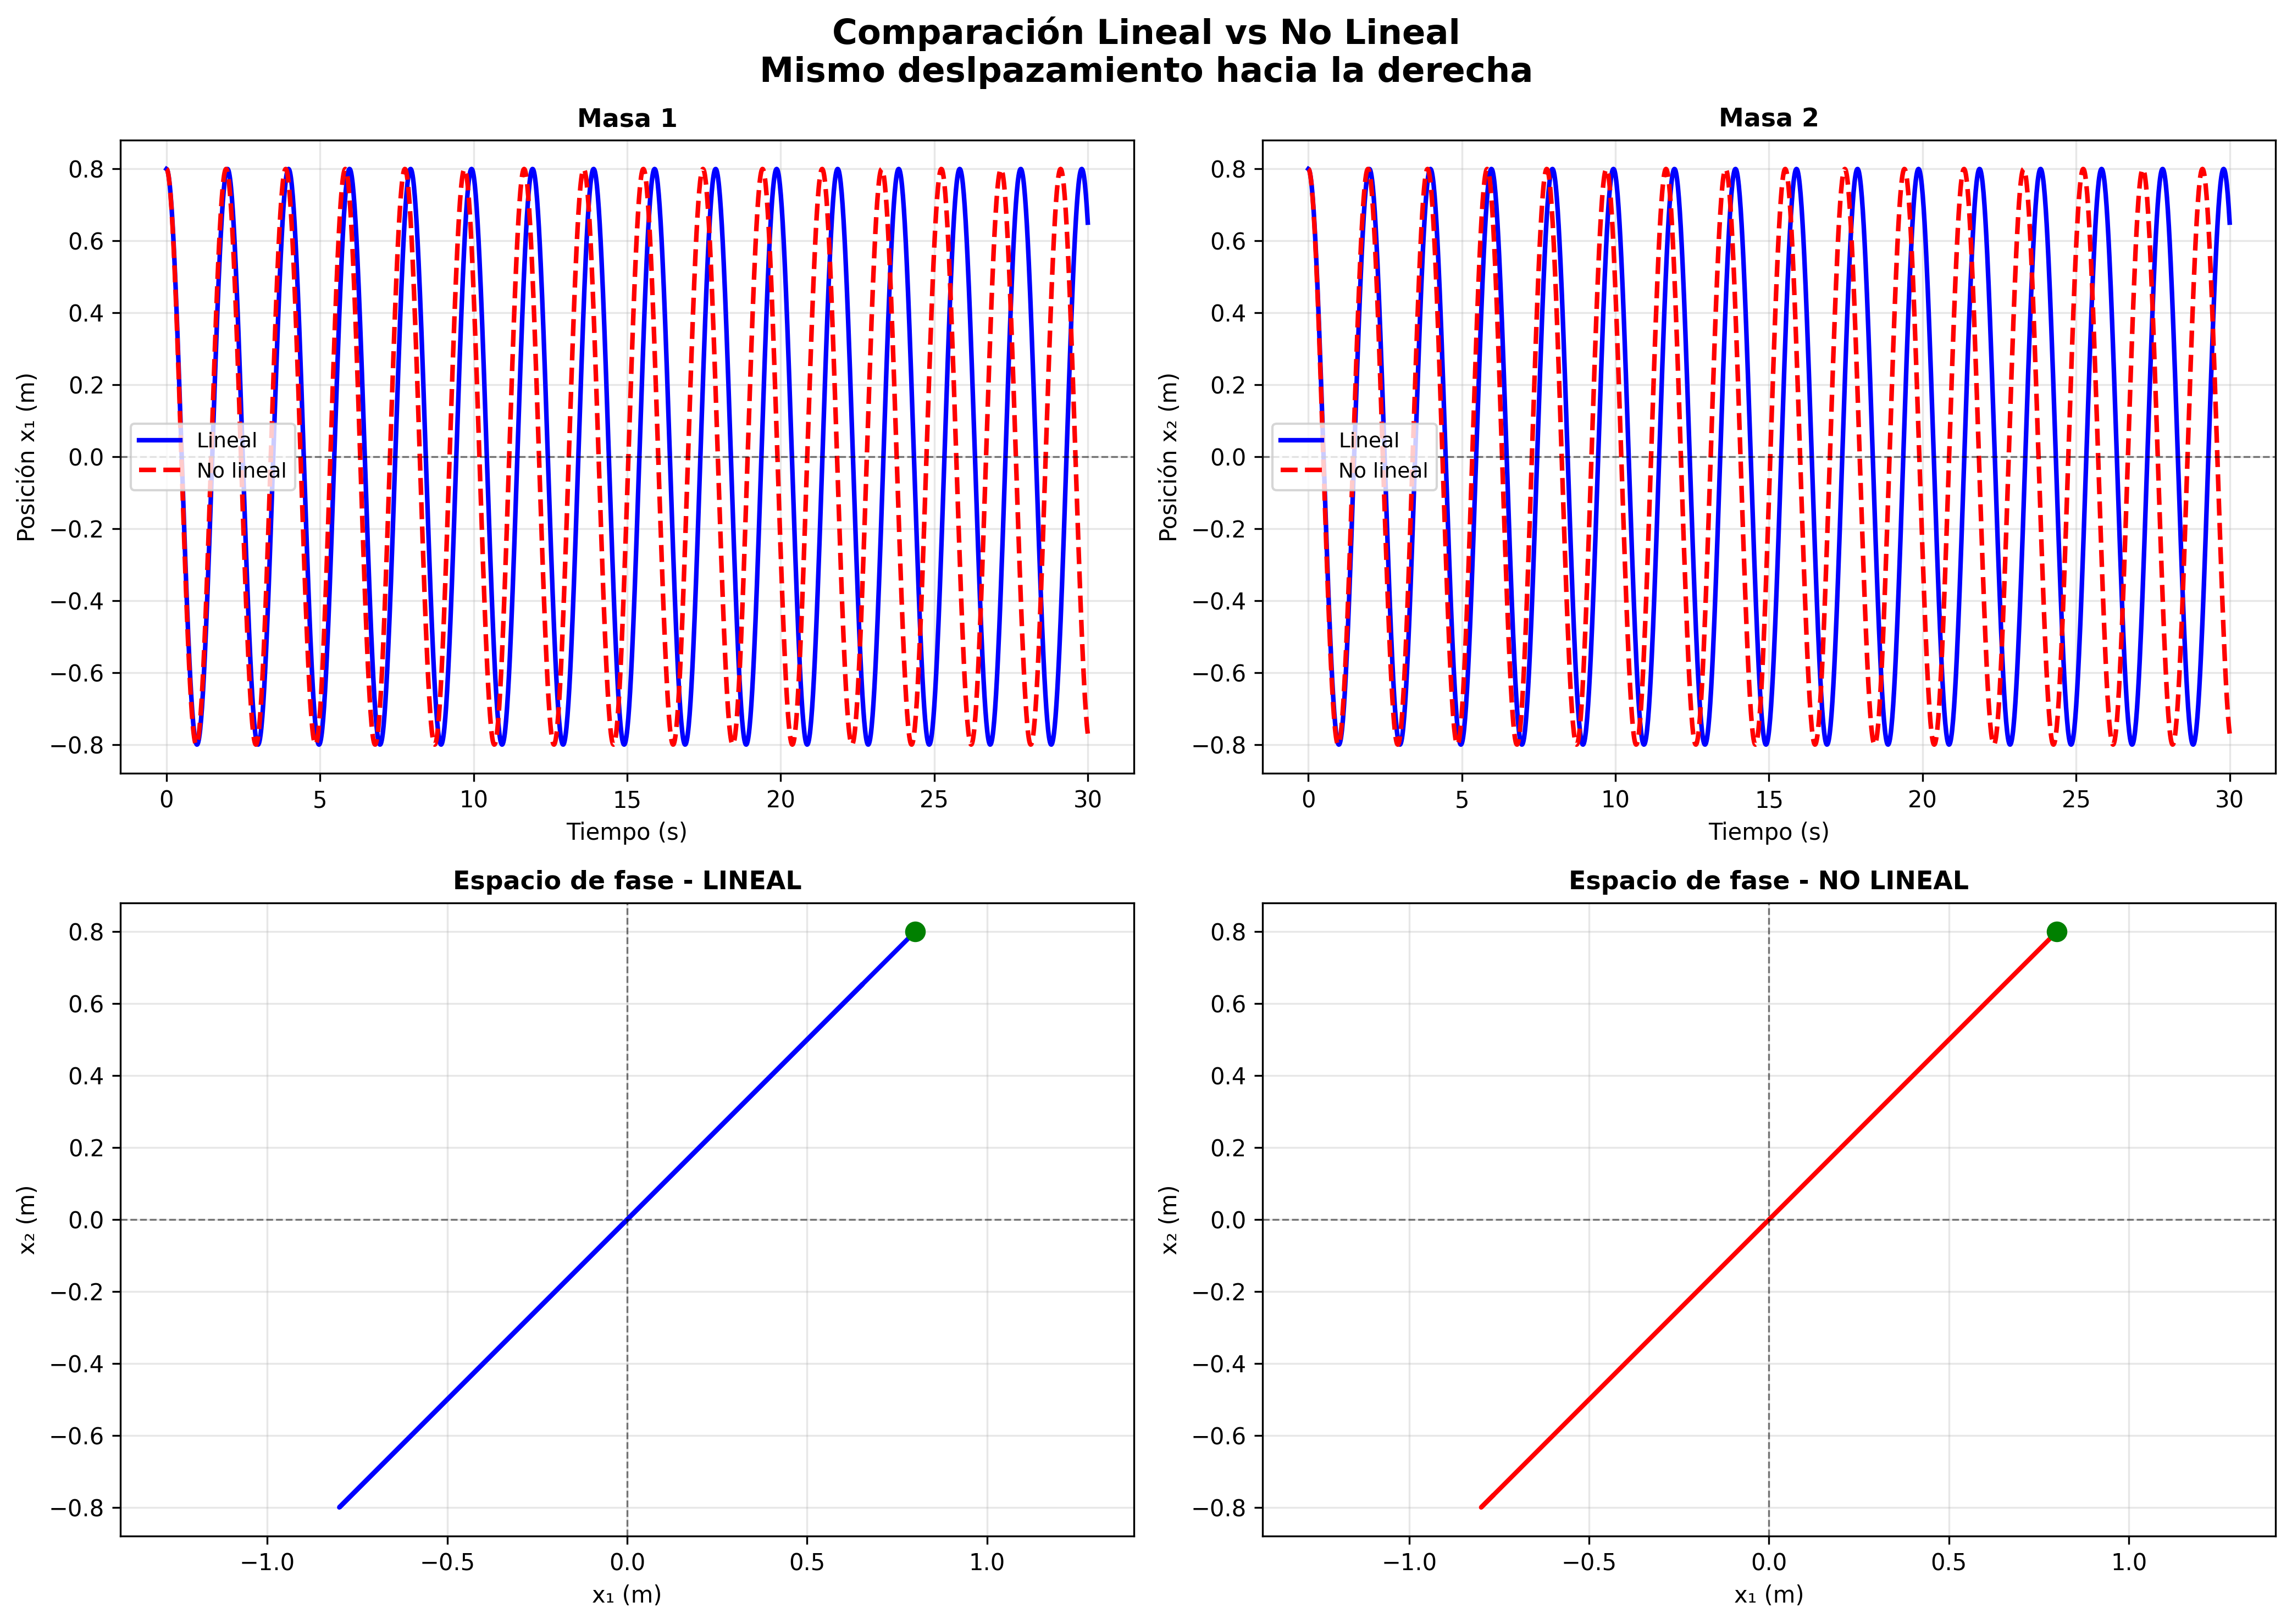 Comparación Lineal vs No Lineal
Mismo deslpazamiento hacia la derecha
Masa 1
Posición x₁ (m)
0.8
0.6
0.4
0.2
0.0
−0.2
−0.4
−0.6
−0.8
Lineal
No lineal
0 5 10 15 20 25 30
Tiempo (s)
Masa 2
Posición x₂ (m)
0.8
0.6
0.4
0.2
0.0
−0.2
−0.4
−0.6
−0.8
Lineal
No lineal
0 5 10 15 20 25 30
Tiempo (s)
Espacio de fase - LINEAL
x₂ (m)
0.8
0.6
0.4
0.2
0.0
−0.2
−0.4
−0.6
−0.8
−1.0 −0.5 0.0 0.5 1.0
x₁ (m)
Espacio de fase - NO LINEAL
x₂ (m)
0.8
0.6
0.4
0.2
0.0
−0.2
−0.4
−0.6
−0.8
−1.0 −0.5 0.0 0.5 1.0
x₁ (m)